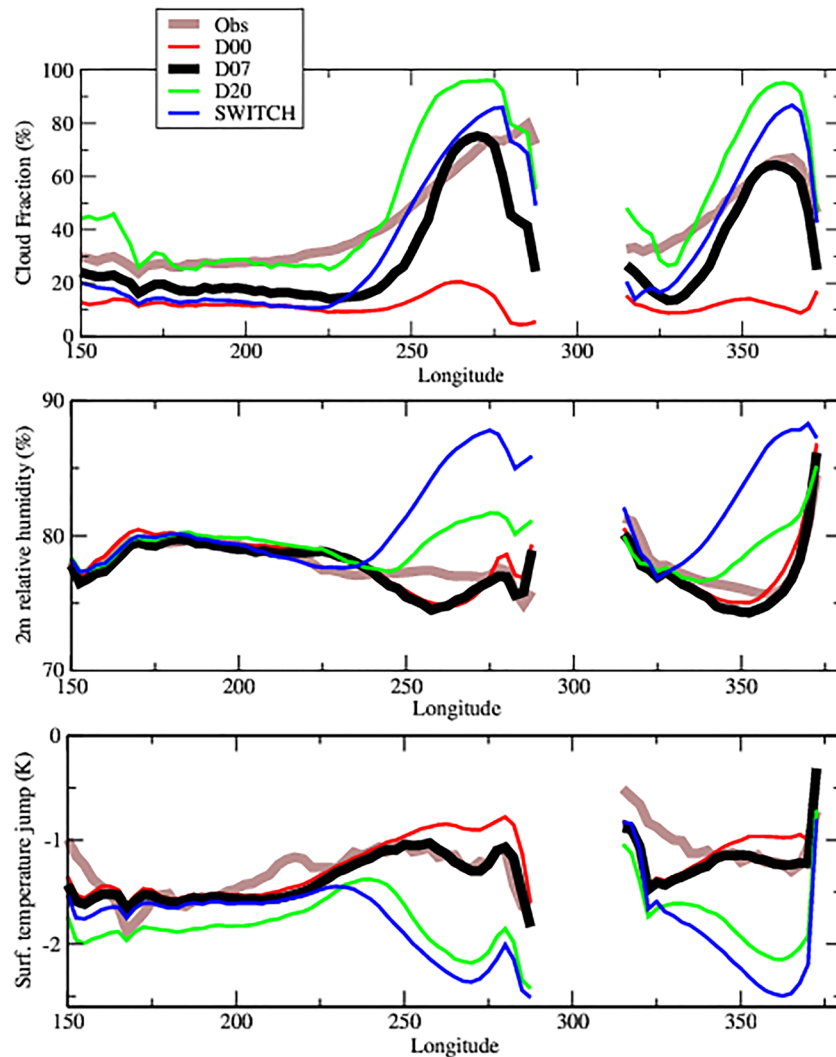 Obs
D00
D07
D20
SWITCH
Cloud Fraction (%)
100
80
60
40
20
0
150
200
250
300
350
Longitude
2m relative humidity (%)
90
80
70
150
200
250
300
350
Longitude
Surf. temperature jump (K)
0
-1
-2
150
200
250
300
350
Longitude